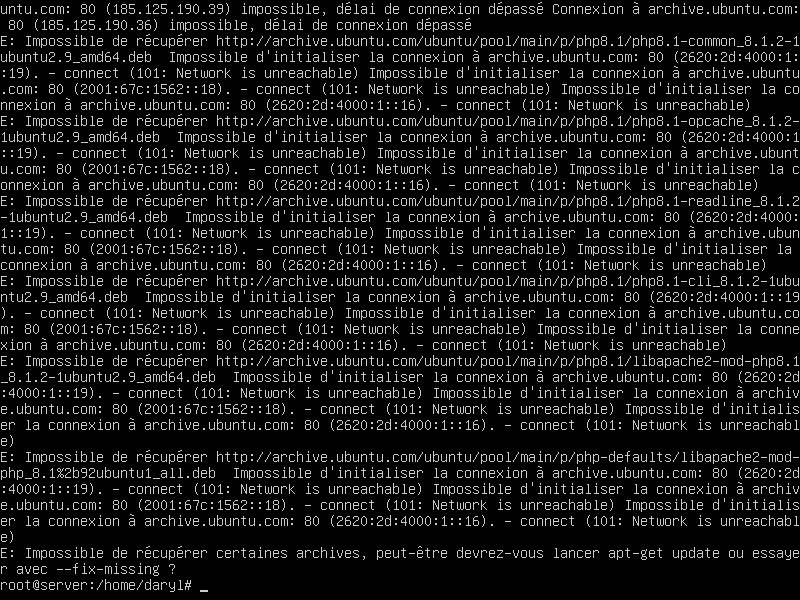 untu.com: 80 (185.125.190.39) impossible, délai de connexion dépassé Connexion à archive.ubuntu.com:
 80 (185.125.190.36) impossible, délai de connexion dépassé
E: Impossible de récupérer http://archive.ubuntu.com/ubuntu/pool/main/p/php8.1/php8.1-common_8.1.2-1
ubuntu2.9_amd64.deb  Impossible d'initialiser la connexion à archive.ubuntu.com: 80 (2620:2d:4000:1:
:19). - connect (101: Network is unreachable) Impossible d'initialiser la connexion à archive.ubuntu
.com: 80 (2001:67c:1562::18). - connect (101: Network is unreachable) Impossible d'initialiser la co
nnexion à archive.ubuntu.com: 80 (2620:2d:4000:1::16). - connect (101: Network is unreachable)
E: Impossible de récupérer http://archive.ubuntu.com/ubuntu/pool/main/p/php8.1/php8.1-opcache_8.1.2-
1ubuntu2.9_amd64.deb  Impossible d'initialiser la connexion à archive.ubuntu.com: 80 (2620:2d:4000:1
::19). - connect (101: Network is unreachable) Impossible d'initialiser la connexion à archive.ubunt
u.com: 80 (2001:67c:1562::18). - connect (101: Network is unreachable) Impossible d'initialiser la c
onnexion à archive.ubuntu.com: 80 (2620:2d:4000:1::16). - connect (101: Network is unreachable)
E: Impossible de récupérer http://archive.ubuntu.com/ubuntu/pool/main/p/php8.1/php8.1-readline_8.1.2
-1ubuntu2.9_amd64.deb  Impossible d'initialiser la connexion à archive.ubuntu.com: 80 (2620:2d:4000:
1::19). - connect (101: Network is unreachable) Impossible d'initialiser la connexion à archive.ubun
tu.com: 80 (2001:67c:1562::18). - connect (101: Network is unreachable) Impossible d'initialiser la 
connexion à archive.ubuntu.com: 80 (2620:2d:4000:1::16). - connect (101: Network is unreachable)
E: Impossible de récupérer http://archive.ubuntu.com/ubuntu/pool/main/p/php8.1/php8.1-cli_8.1.2-1ubu
ntu2.9_amd64.deb  Impossible d'initialiser la connexion à archive.ubuntu.com: 80 (2620:2d:4000:1::19
). - connect (101: Network is unreachable) Impossible d'initialiser la connexion à archive.ubuntu.co
m: 80 (2001:67c:1562::18). - connect (101: Network is unreachable) Impossible d'initialiser la conne
xion à archive.ubuntu.com: 80 (2620:2d:4000:1::16). - connect (101: Network is unreachable)
E: Impossible de récupérer http://archive.ubuntu.com/ubuntu/pool/main/p/php8.1/libapache2-mod-php8.1
_8.1.2-1ubuntu2.9_amd64.deb  Impossible d'initialiser la connexion à archive.ubuntu.com: 80 (2620:2d
:4000:1::19). - connect (101: Network is unreachable) Impossible d'initialiser la connexion à archiv
e.ubuntu.com: 80 (2001:67c:1562::18). - connect (101: Network is unreachable) Impossible d'initialis
er la connexion à archive.ubuntu.com: 80 (2620:2d:4000:1::16). - connect (101: Network is unreachabl
e)
E: Impossible de récupérer http://archive.ubuntu.com/ubuntu/pool/main/p/php-defaults/libapache2-mod-
php_8.1%2b92ubuntu1_all.deb  Impossible d'initialiser la connexion à archive.ubuntu.com: 80 (2620:2d
:4000:1::19). - connect (101: Network is unreachable) Impossible d'initialiser la connexion à archiv
e.ubuntu.com: 80 (2001:67c:1562::18). - connect (101: Network is unreachable) Impossible d'initialis
er la connexion à archive.ubuntu.com: 80 (2620:2d:4000:1::16). - connect (101: Network is unreachabl
e)
E: Impossible de récupérer certaines archives, peut-être devrez-vous lancer apt-get update ou essaye
r avec --fix-missing ?
root@server:/home/daryl# _